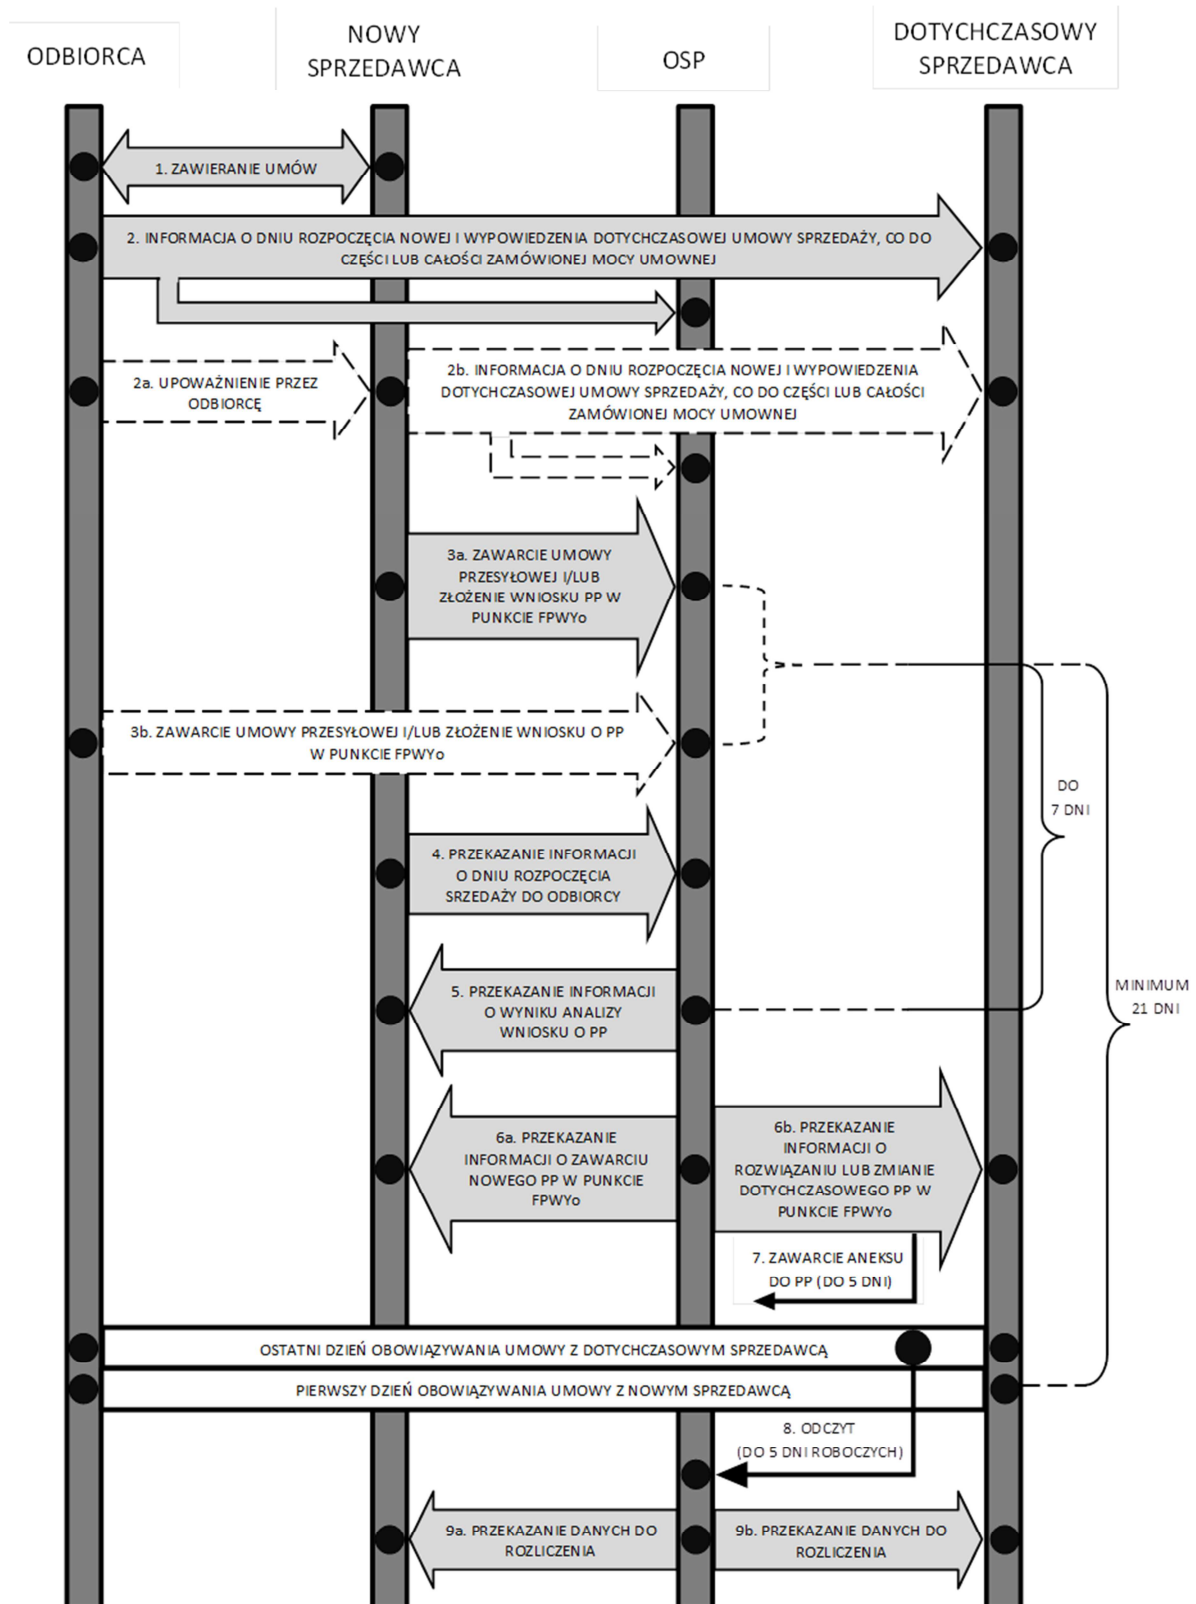 ODBIORCA
NOWY
SPRZEDAWCA
OSP
DOTYCHCZASOWY
SPRZEDAWCA
1. ZAWIERANIE UMÓW
2. INFORMACJA O DNIU ROZPOCZĘCIA NOWEJ I WYPOWIEDZENIA DOTYCHCZASOWEJ UMOWY SPRZEDAŻY, CO DO
CZĘŚCI LUB CAŁOŚCI ZAMÓWIONEJ MOCY UMOWNEJ
2a. UPOWAŻNIENIE PRZEZ
ODBIORCĘ
2b. INFORMACJA O DNIU ROZPOCZĘCIA NOWEJ I WYPOWIEDZENIA
DOTYCHCZASOWEJ UMOWY SPRZEDAŻY, CO DO CZĘŚCI LUB CAŁOŚCI
ZAMÓWIONEJ MOCY UMOWNEJ
3a. ZAWARCIE UMOWY
PRZESYŁOWEJ I/LUB
ZŁOŻENIE WNIOSKU PP W
PUNKCIE FPWYo
3b. ZAWARCIE UMOWY PRZESYŁOWEJ I/LUB ZŁOŻENIE WNIOSKU O PP
W PUNKCIE FPWYo
DO
7 DNI
4. PRZEKAZANIE INFORMACJI
O DNIU ROZPOCZĘCIA
SRZEDAŻY DO ODBIORCY
5. PRZEKAZANIE INFORMACJI
O WYNIKU ANALIZY
WNIOSKU O PP
MINIMUM
21 DNI
6a. PRZEKAZANIE
INFORMACJI O ZAWARCIU
NOWEGO PP W PUNKCIE
FPWYo
6b. PRZEKAZANIE
INFORMACJI O
ROZWIĄZANIU LUB ZMIANIE
DOTYCHCZASOWEGO PP W
PUNKCIE FPWYo
7. ZAWARCIE ANEKSU
DO PP (DO 5 DNI)
OSTATNI DZIEŃ OBOWIĄZYWANIA UMOWY Z DOTYCHCZASOWYM SPRZEDAWCĄ
PIERWSZY DZIEŃ OBOWIĄZYWANIA UMOWY Z NOWYM SPRZEDAWCĄ
8. ODCZYT
(DO 5 DNI ROBOCZYCH)
9a. PRZEKAZANIE DANYCH DO
ROZLICZENIA
9b. PRZEKAZANIE DANYCH DO
ROZLICZENIA